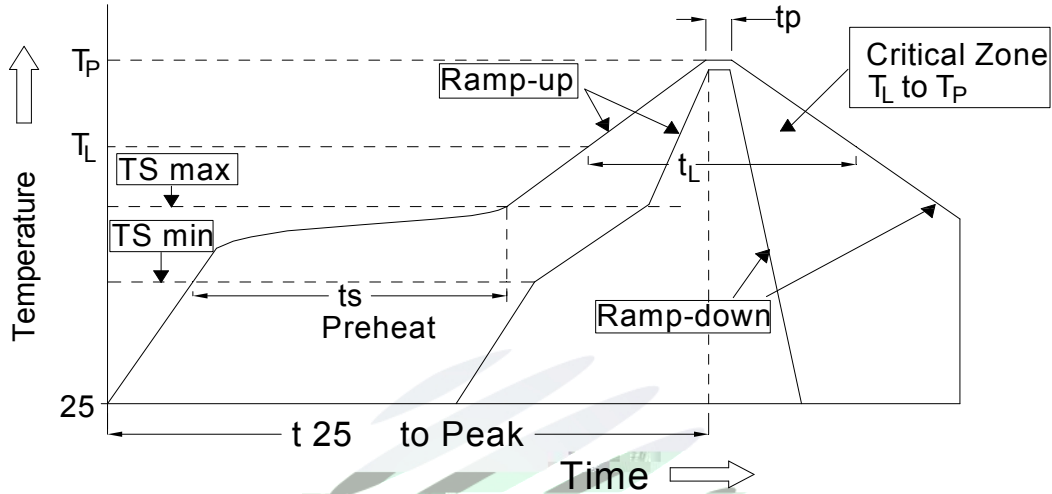 tp
TP
Ramp-up
Critical Zone
TL to TP
TL
TS max
tL
TS min
ts
Preheat
Ramp-down
Temperature
25
t 25 to Peak
Time